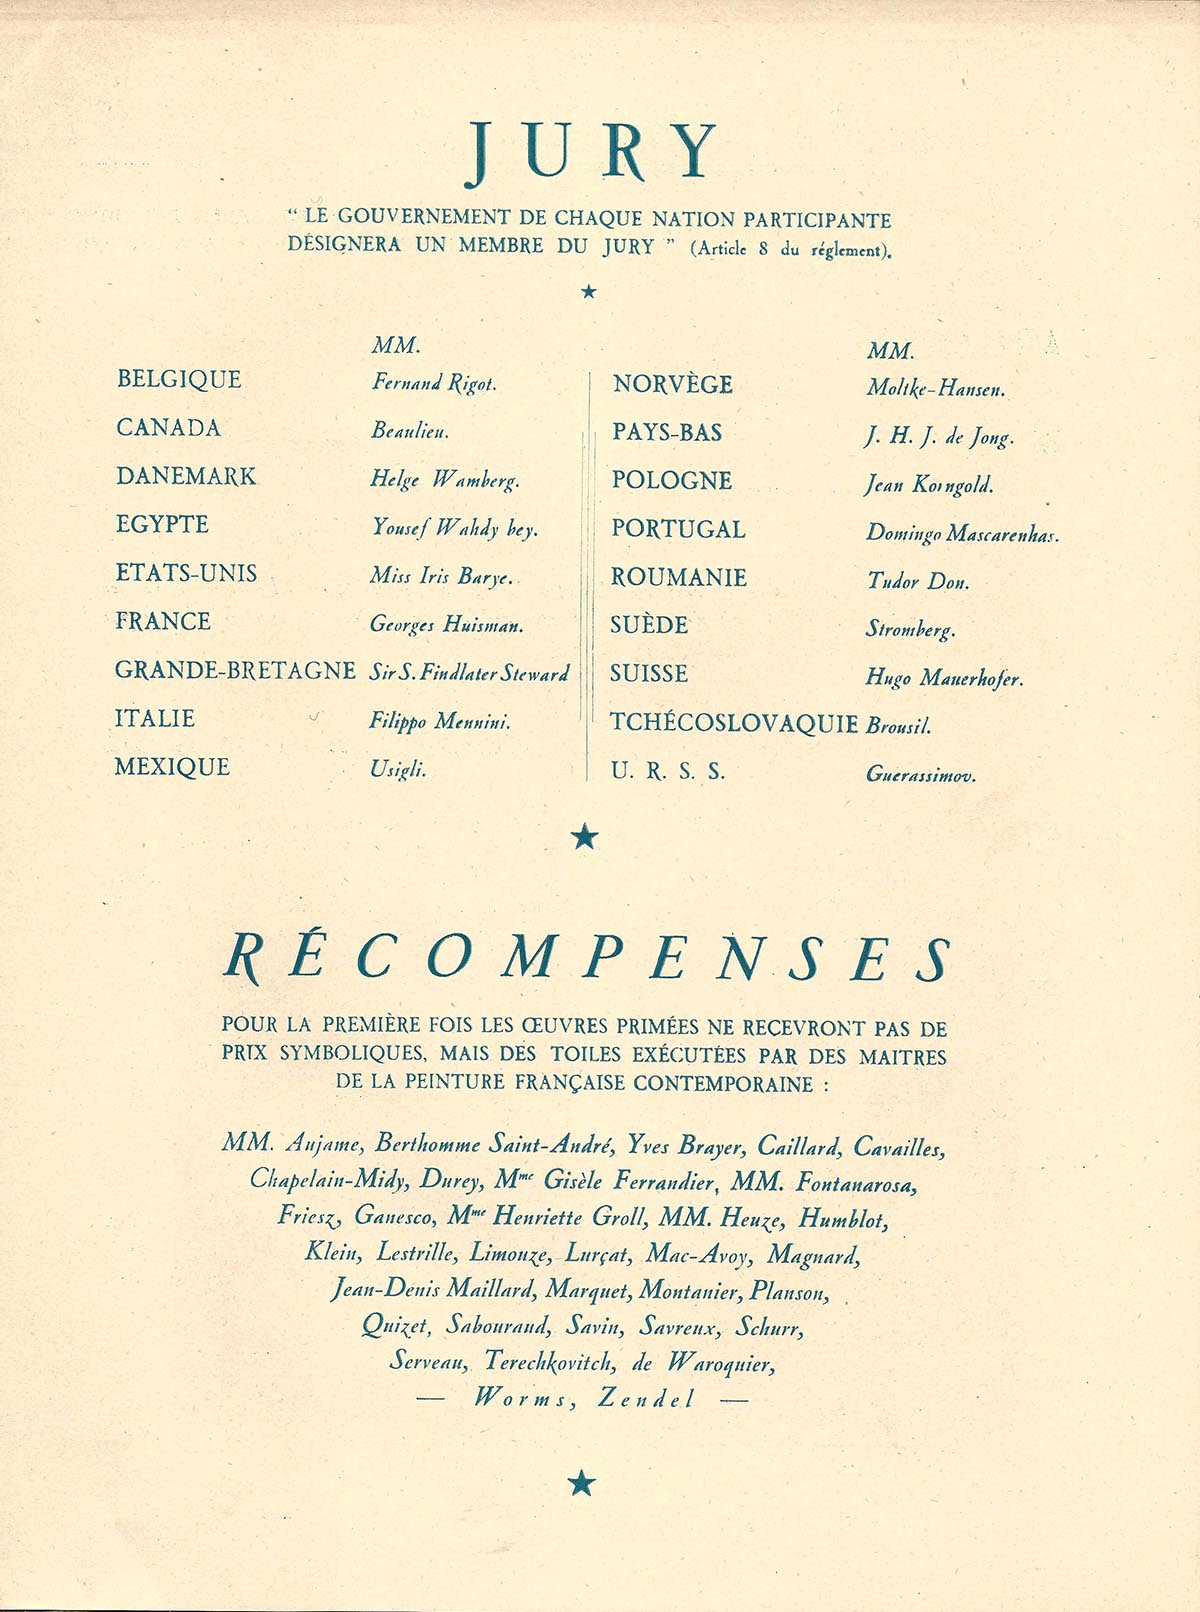 JURY
“ LE GOUVERNEMENT DE CHAQUE NATION PARTICIPANTE
DÉSIGNERA UN MEMBRE DU JURY ” (Article 8 du réglement).
MM.
BELGIQUE Fernand Rigot.
CANADA Beaulieu.
DANEMARK Helge Wamberg.
EGYPTE Yousef Wahdy bey.
ETATS-UNIS Miss Iris Barye.
FRANCE Georges Huisman.
GRANDE-BRETAGNE Sir S. Findlater Steward
ITALIE Filippo Mennini.
MEXIQUE Usigli.
MM.
NORVÈGE Moltke-Hansen.
PAYS-BAS J. H. J. de Jong.
POLOGNE Jean Korngold.
PORTUGAL Domingo Mascarenhas.
ROUMANIE Tudor Don.
SUÈDE Stromberg.
SUISSE Hugo Mauerhofer.
TCHÉCOSLOVAQUIE Brousil.
U. R. S. S. Guerassimov.
RÉCOMPENSES
POUR LA PREMIÈRE FOIS LES ŒUVRES PRIMÉES NE REÇEVRONT PAS DE
PRIX SYMBOLIQUES, MAIS DES TOILES EXÉCUTÉES PAR DES MAITRES
DE LA PEINTURE FRANÇAISE CONTEMPORAINE :
MM. Aujame, Berthomme Saint-André, Yves Brayer, Caillard, Cavailles,
Chapelain-Midy, Durey, Mme Gisèle Ferrandier, MM. Fontanarosa,
Friesz, Ganesco, Mme Henriette Groll, MM. Heuze, Humblot,
Klein, Lestrille, Limouze, Lurçat, Mac-Avoy, Magnard,
Jean-Denis Maillard, Marquet, Montanier, Planson,
Quizet, Sabouraud, Savin, Savreux, Schurr,
Serveau, Terechkovitch, de Waroquier,
— Worms, Zendel —